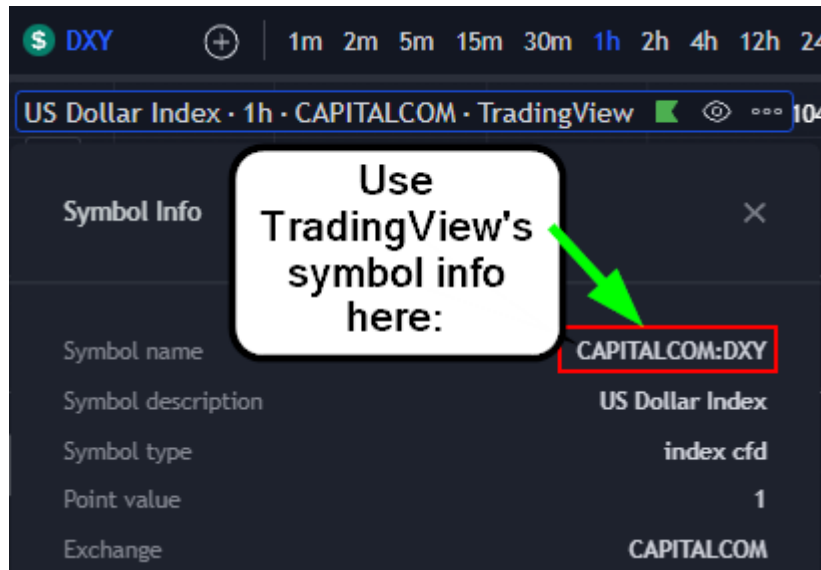 $ DXY 1m 2m 5m 15m 30m 1h 2h 4h 12h 24
US Dollar Index · 1h · CAPITALCOM · TradingView 104
Symbol Info
Use
TradingView's
symbol info
here:
Symbol name CAPITALCOM:DXY
Symbol description US Dollar Index
Symbol type index cfd
Point value 1
Exchange CAPITALCOM